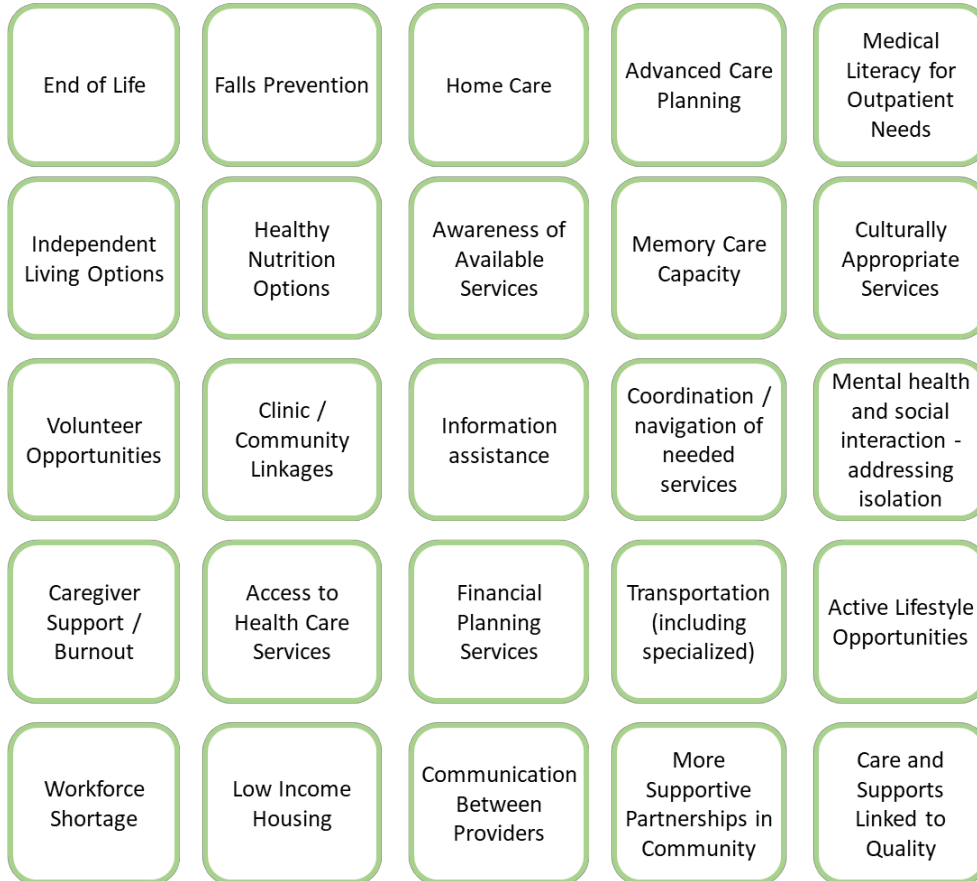 End of Life
Falls Prevention
Home Care
Advanced Care
Planning
Medical
Literacy for
Outpatient
Needs
Independent
Living Options
Healthy
Nutrition
Options
Awareness of
Available
Services
Memory Care
Capacity
Culturally
Appropriate
Services
Volunteer
Opportunities
Clinic /
Community
Linkages
Information
assistance
Coordination /
navigation of
needed
services
Mental health
and social
interaction -
addressing
isolation
Caregiver
Support /
Burnout
Access to
Health Care
Services
Financial
Planning
Services
Transportation
(including
specialized)
Active Lifestyle
Opportunities
Workforce
Shortage
Low Income
Housing
Communication
Between
Providers
More
Supportive
Partnerships in
Community
Care and
Supports
Linked to
Quality